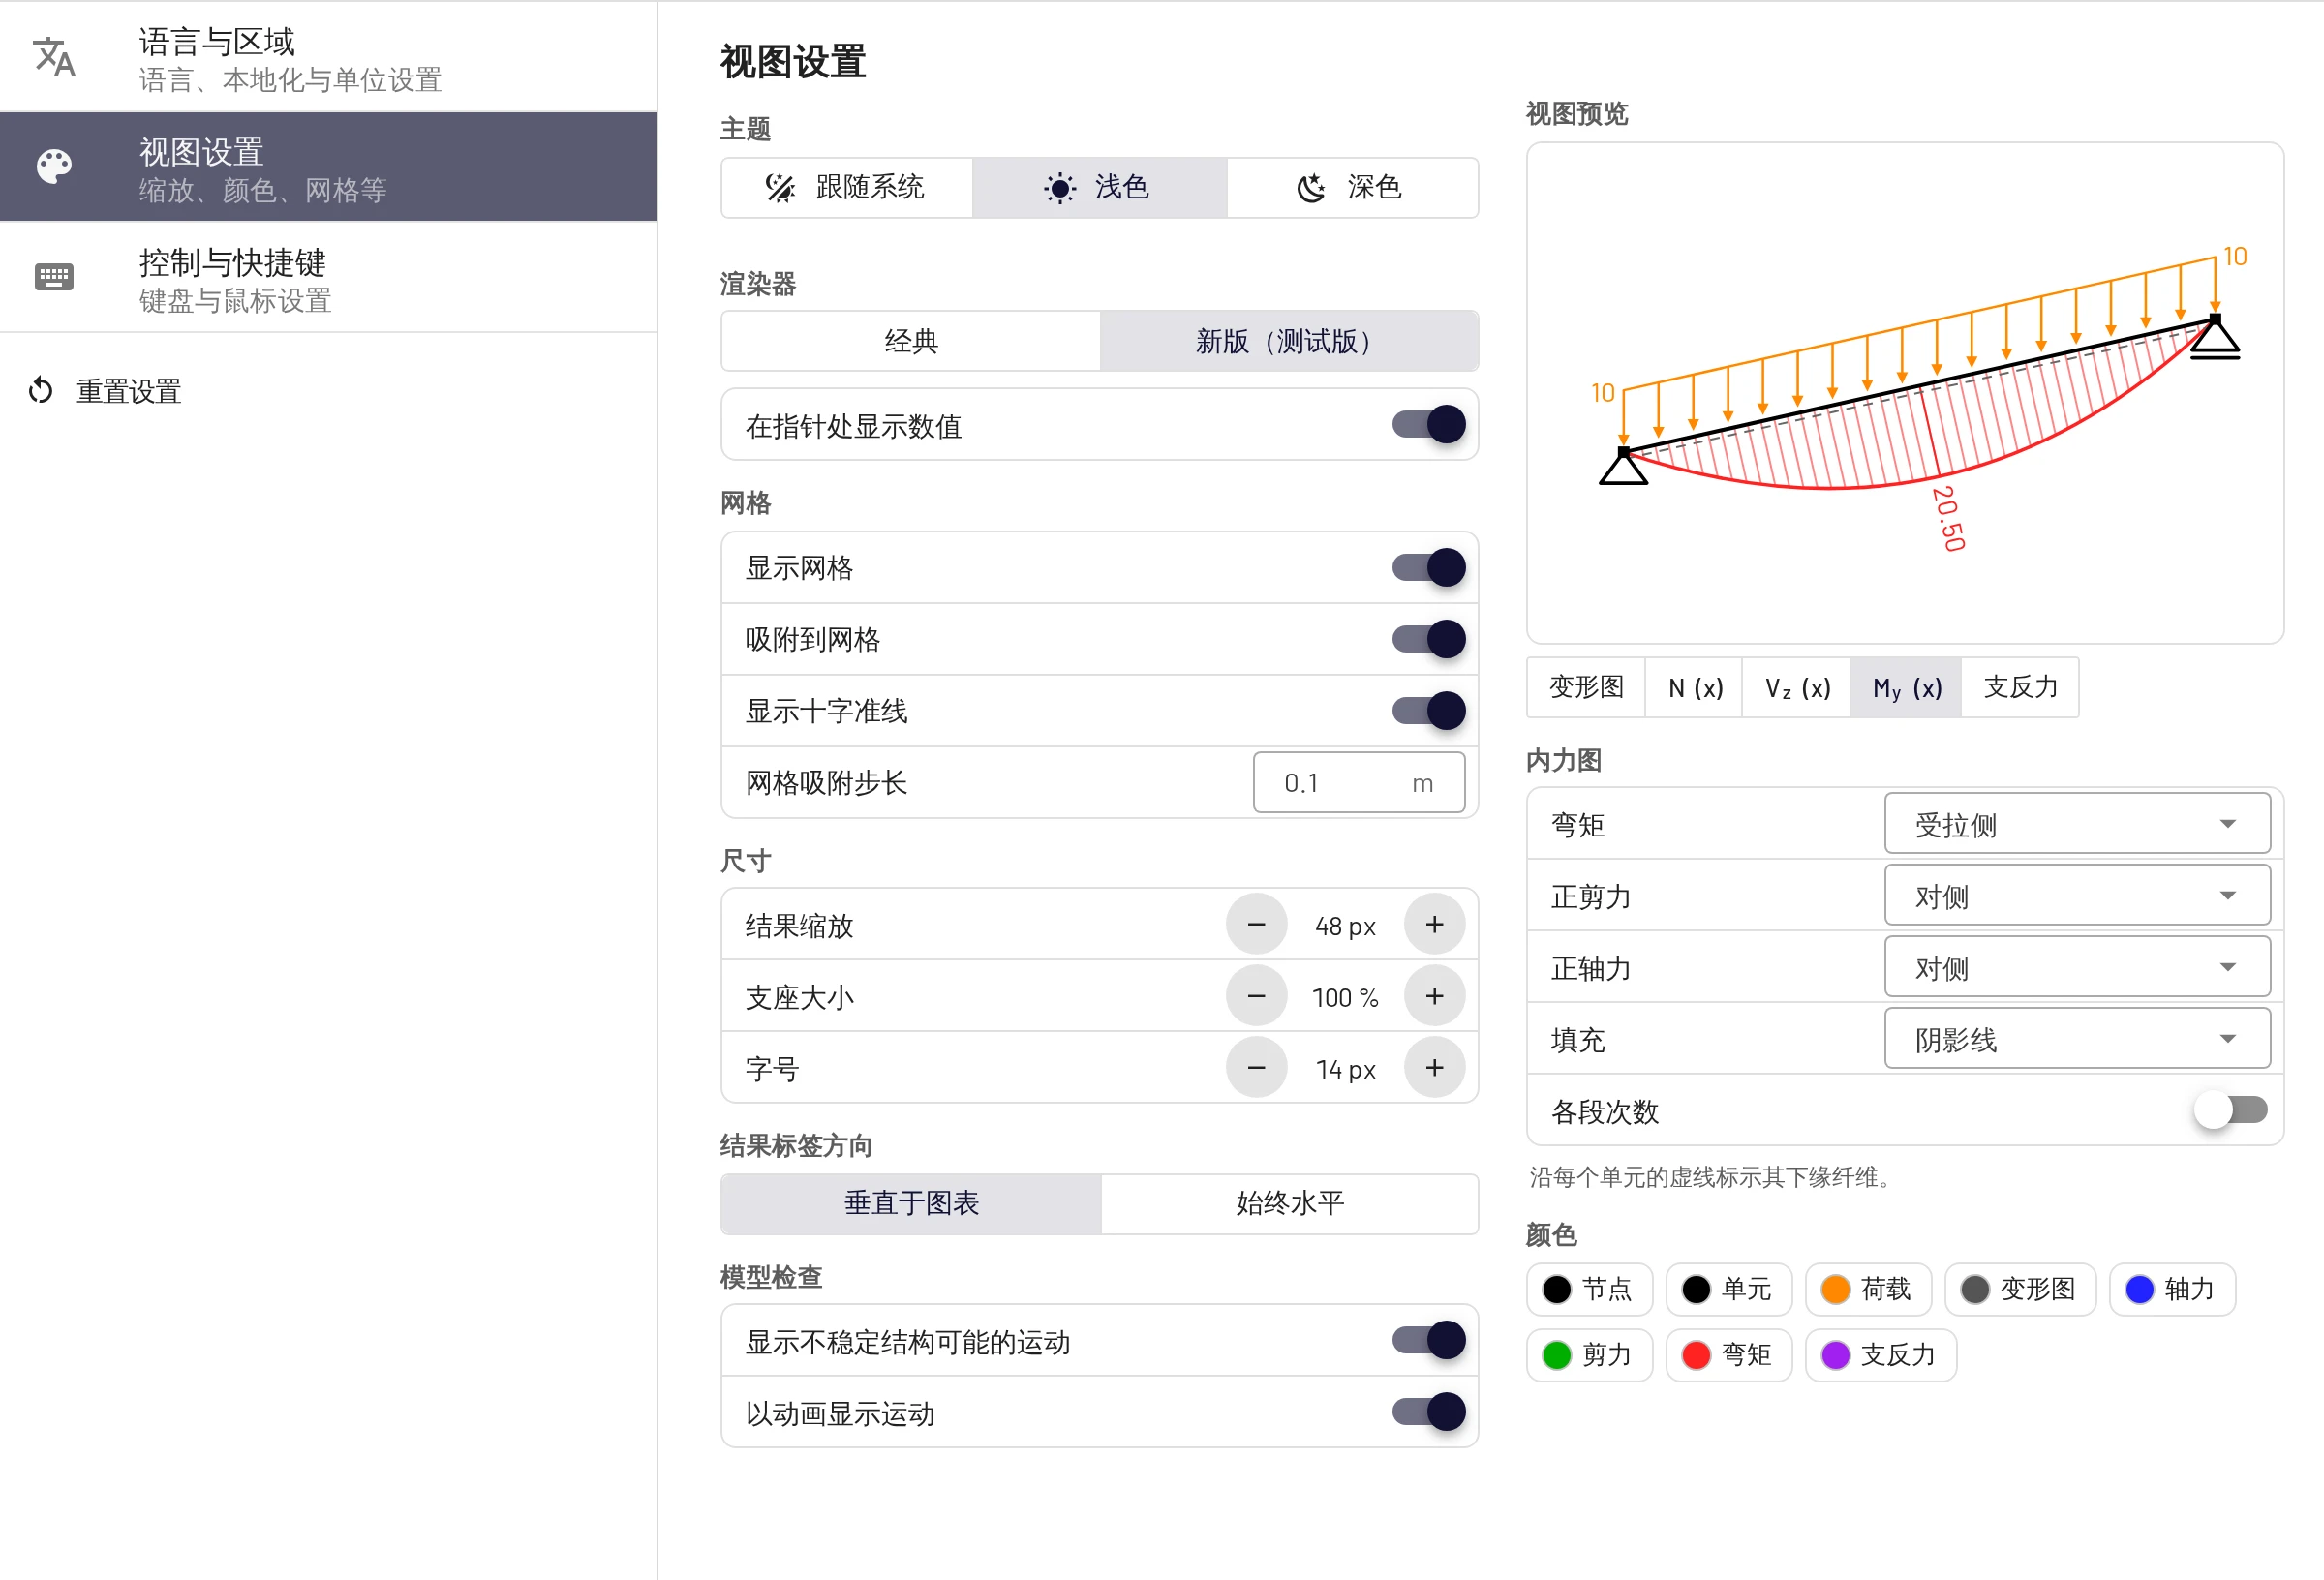 语言与区域
语言、本地化与单位设置
视图设置
缩放、颜色、网格等
控制与快捷键
键盘与鼠标设置
重置设置
视图设置
主题
跟随系统
浅色
深色
渲染器
经典
新版（测试版）
在指针处显示数值
网格
显示网格
吸附到网格
显示十字准线
网格吸附步长
0.1 m
尺寸
结果缩放
− 48 px +
支座大小
− 100 % +
字号
− 14 px +
结果标签方向
垂直于图表
始终水平
模型检查
显示不稳定结构可能的运动
以动画显示运动
视图预览
10
10
20.50
变形图
N (x)
Vz (x)
My (x)
支反力
内力图
弯矩
受拉侧
正剪力
对侧
正轴力
对侧
填充
阴影线
各段次数
沿每个单元的虚线标示其下缘纤维。
颜色
节点
单元
荷载
变形图
轴力
剪力
弯矩
支反力